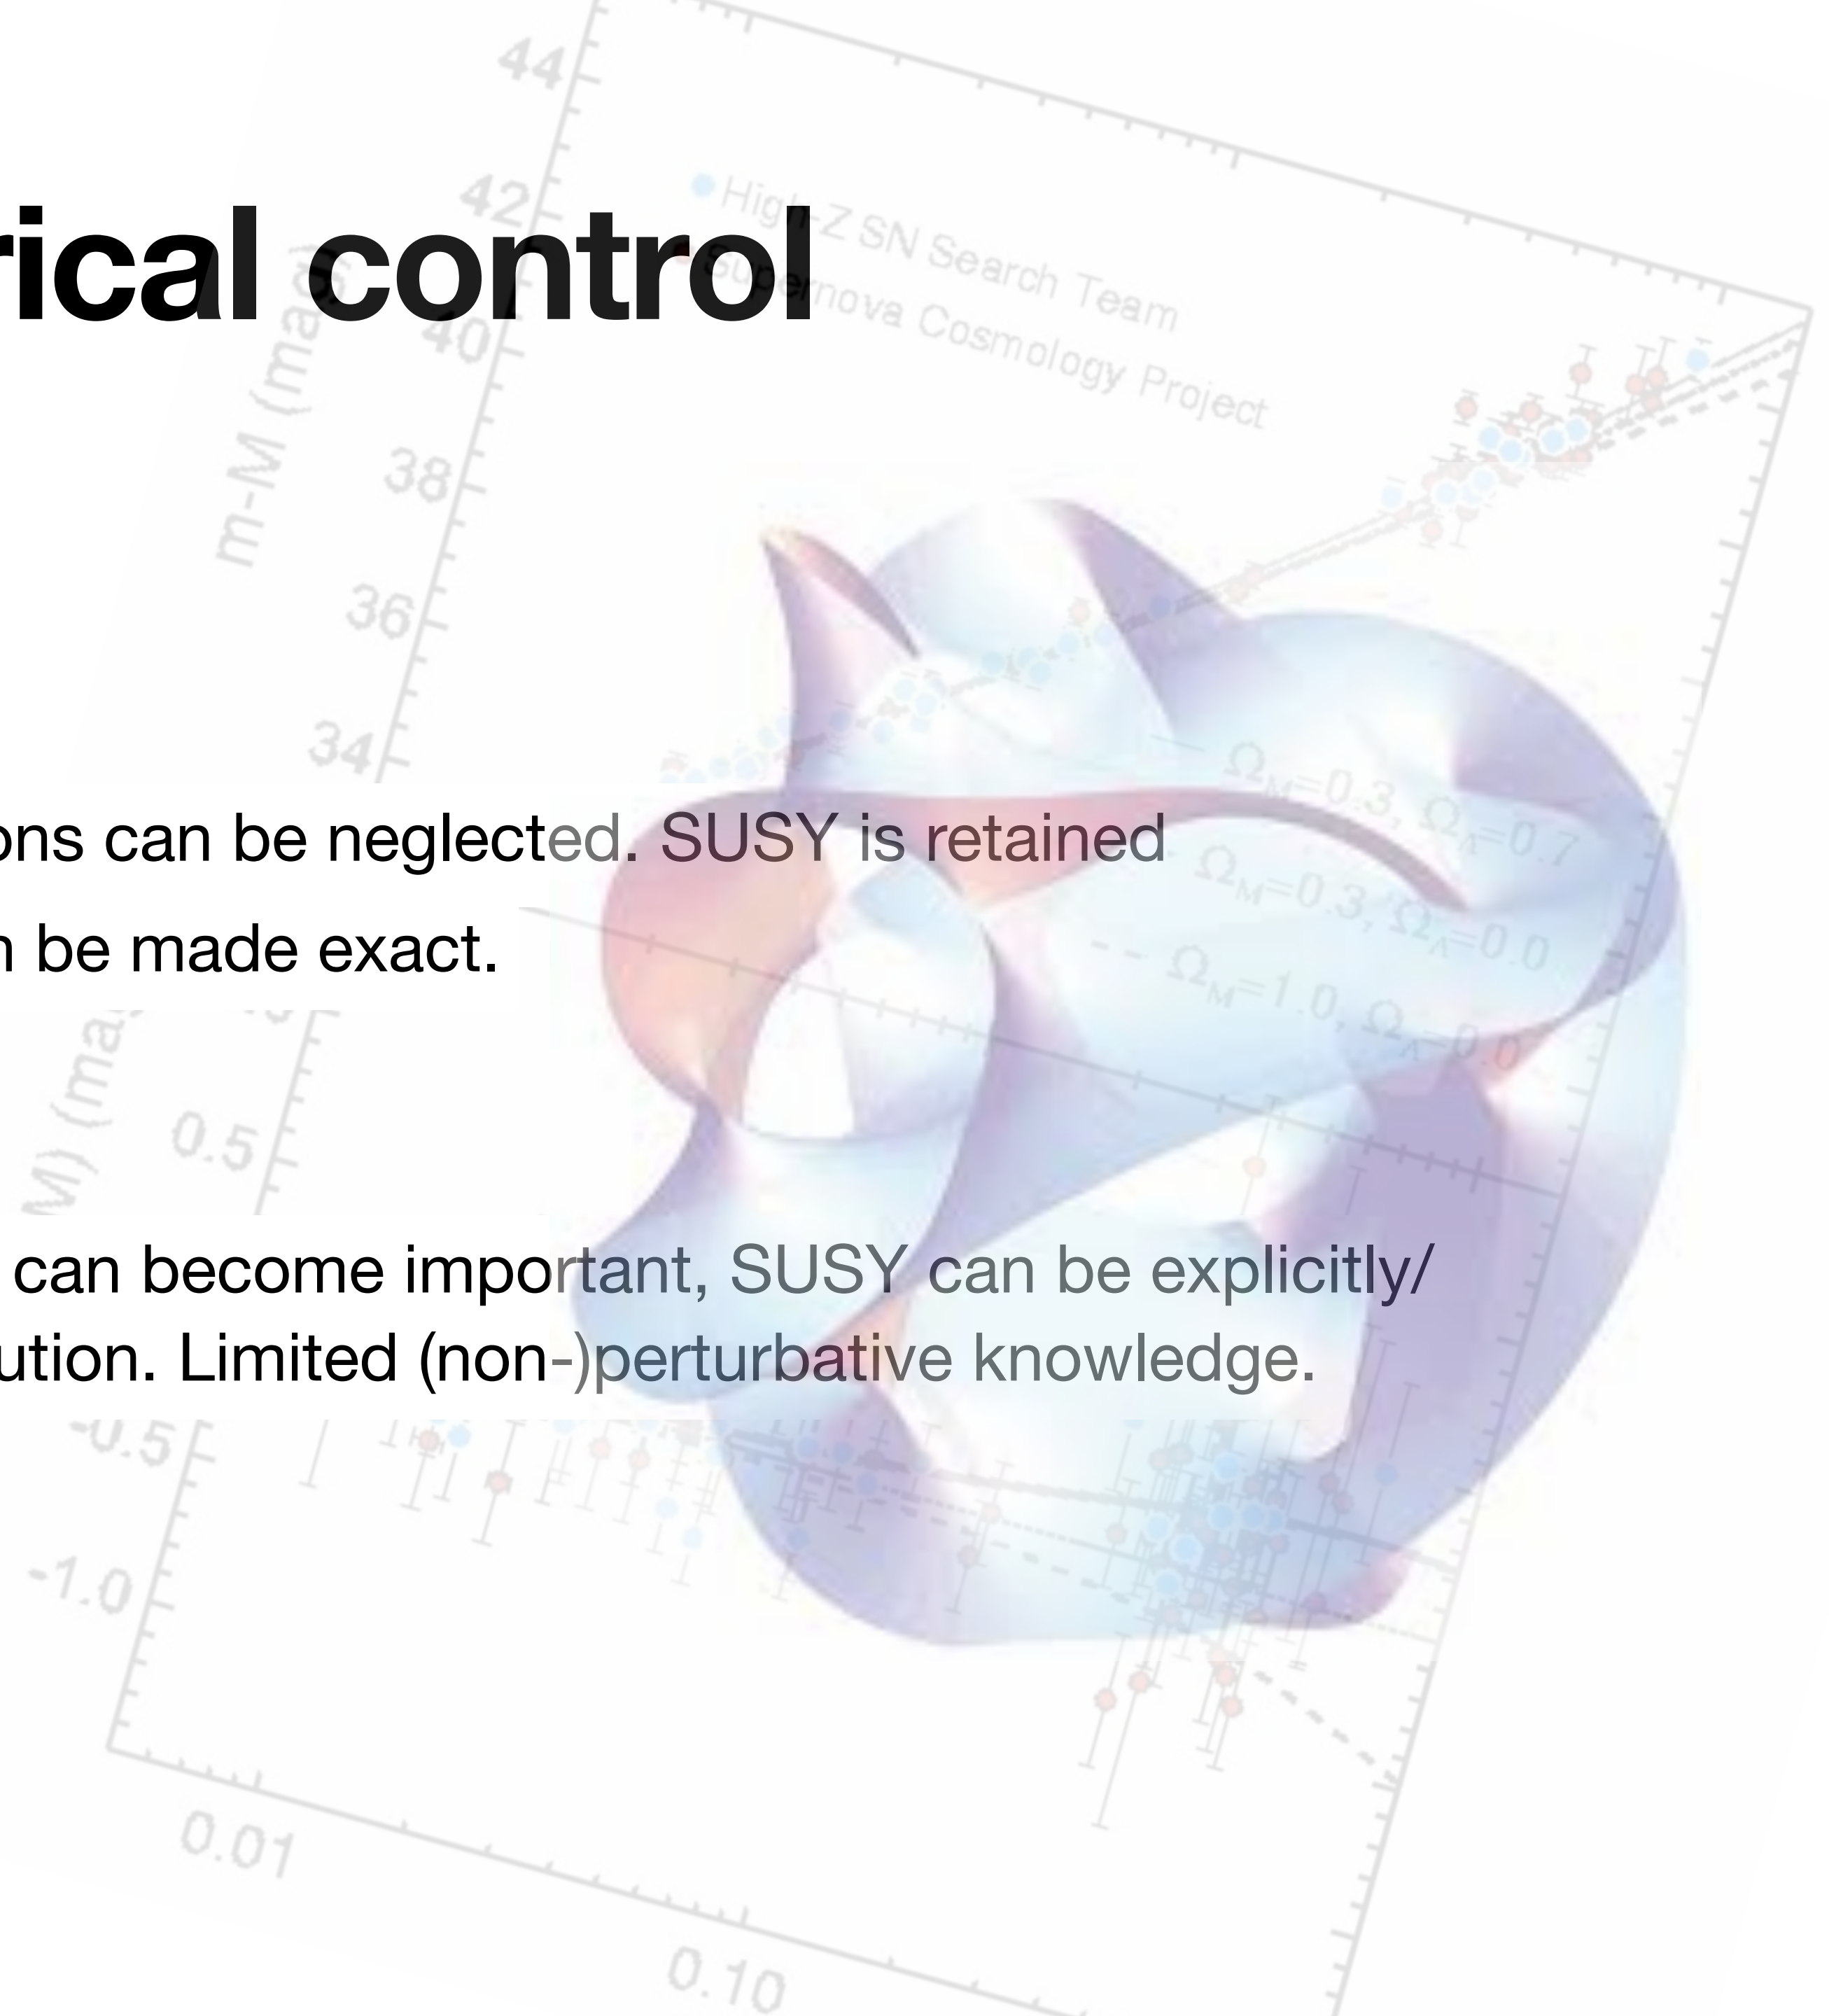 44
42
High-Z SN Search Team
rical control
Supernova Cosmology Project
40
m-M (mag)
38
36
34
Ω_M=0.3, Ω_Λ=0.7
ons can be neglected. SUSY is retained
Ω_M=0.3, Ω_Λ=0.0
n be made exact.
Ω_M=1.0, Ω_Λ=0.0
M) (mag
0.5
can become important, SUSY can be explicitly/
ution. Limited (non-)perturbative knowledge.
-0.5
-1.0
0.01
0.10